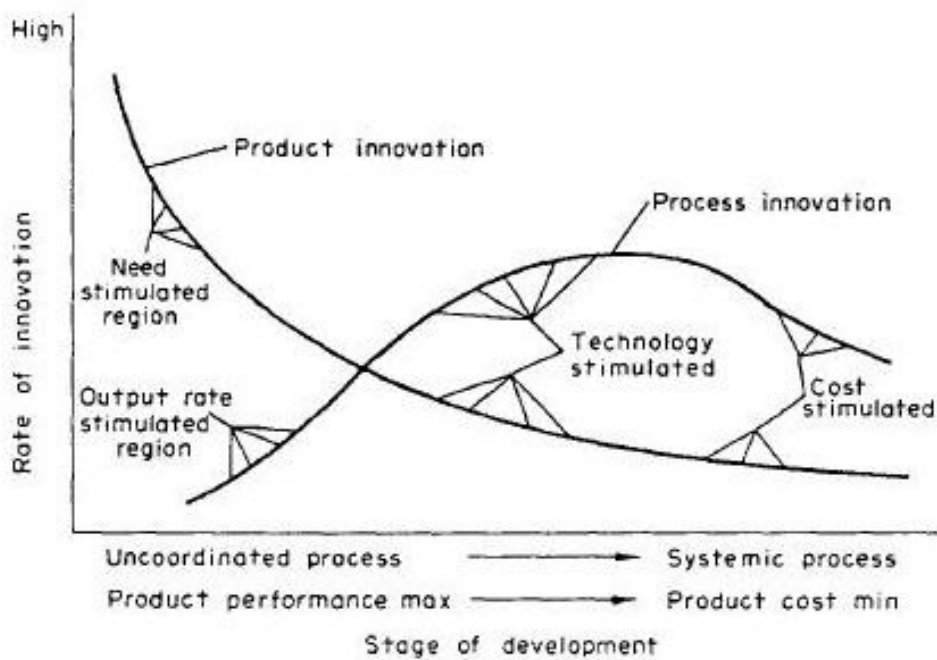 High
Product innovation
Process innovation
Need
stimulated
region
Rate of innovation
Technology
stimulated
Output rate
stimulated
region
Cost
stimulated
Uncoordinated process
Systemic process
Product performance max
Product cost min
Stage of development